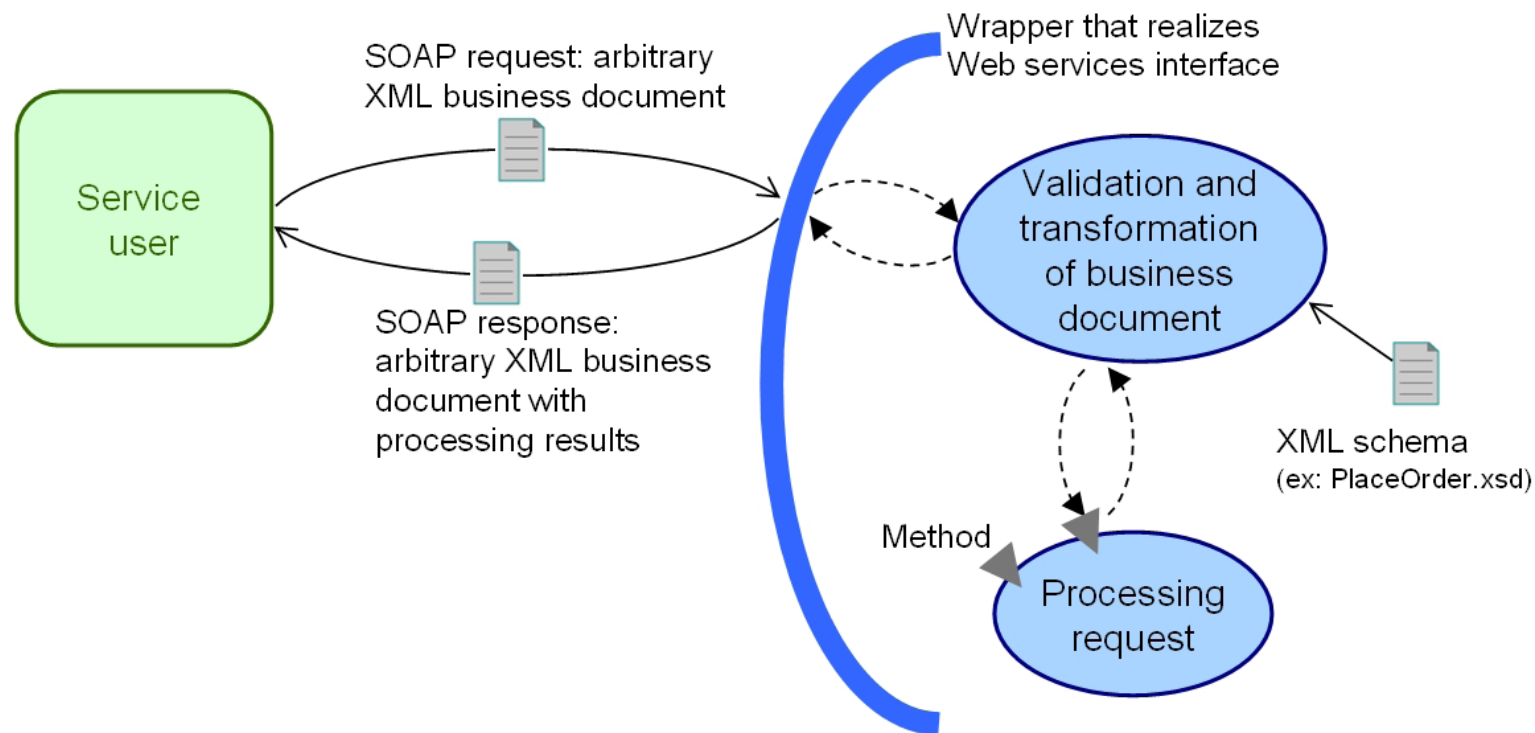 Wrapper that realizes
Web services interface
SOAP request: arbitrary
XML business document
Service
user
Validation and
transformation
of business
document
SOAP response:
arbitrary XML business
document with
processing results
XML schema
(ex: PlaceOrder.xsd)
Method
Processing
request